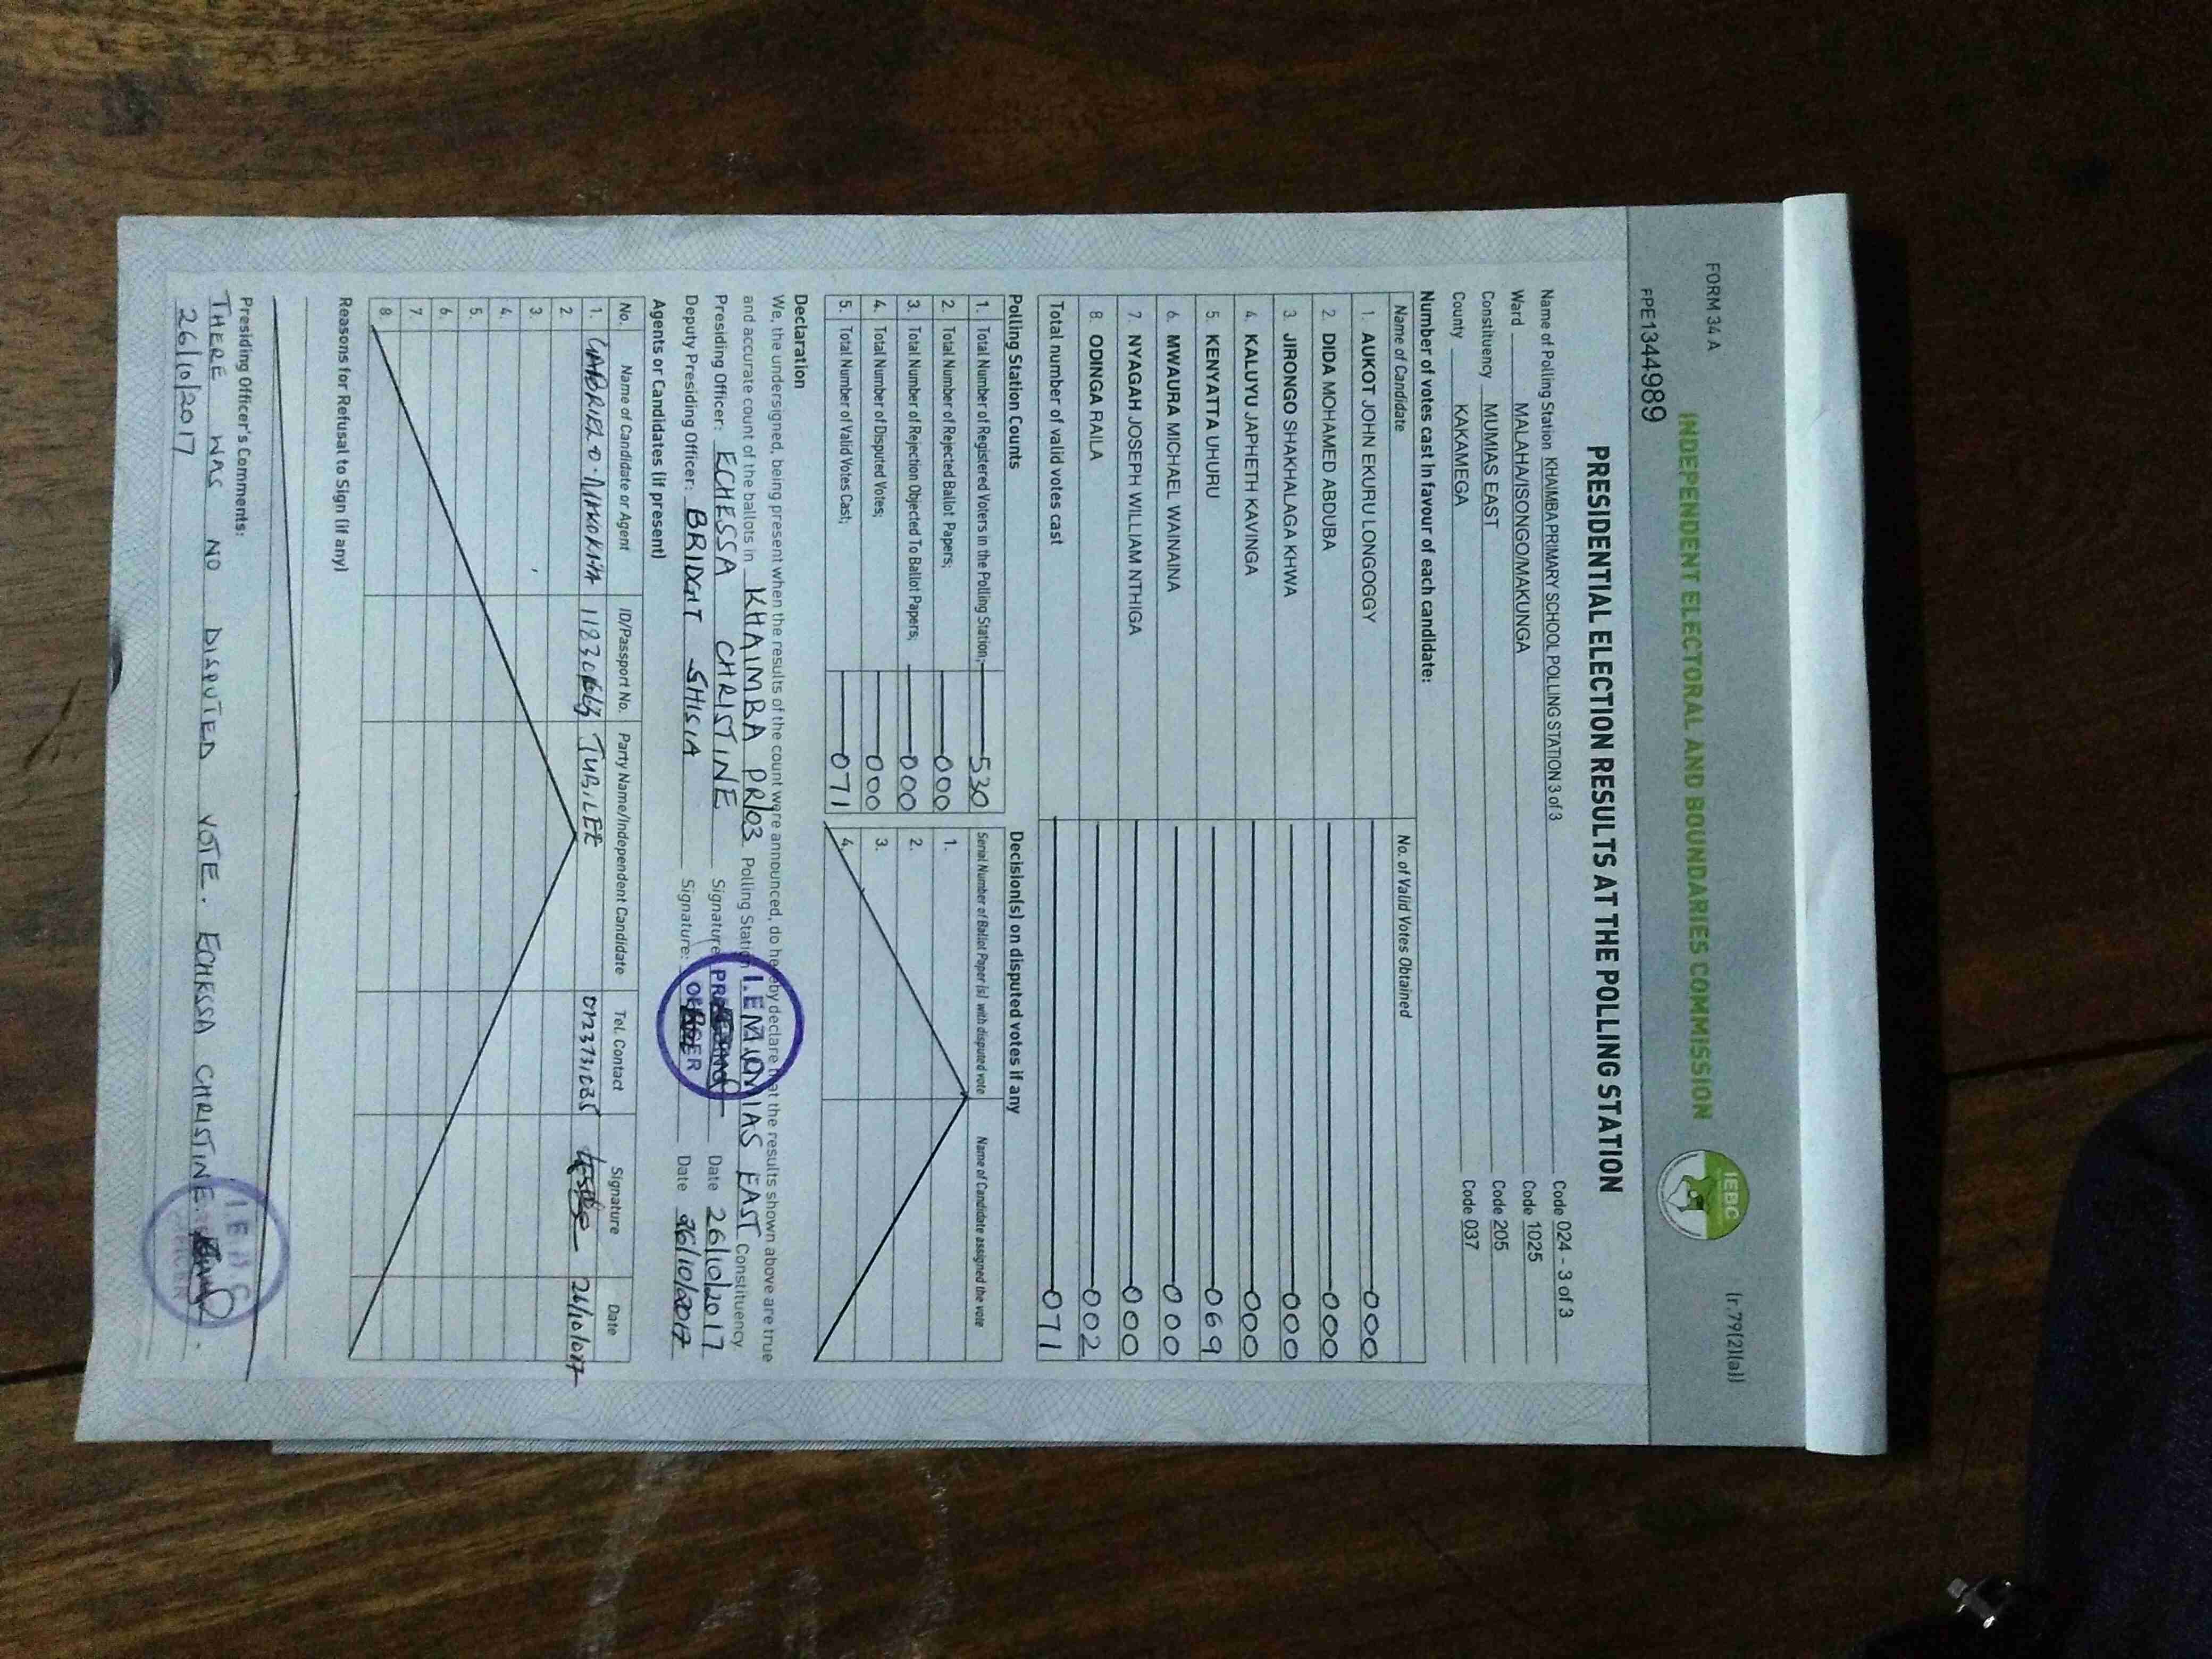 FORM 34 A
(r.79(2)(a))
INDEPENDENT ELECTORAL AND BOUNDARIES COMMISSION
IEBC
PPE1344989
PRESIDENTIAL ELECTION RESULTS AT THE POLLING STATION
Name of Polling Station KHAIMBA PRIMARY SCHOOL POLLING STATION 3 of 3 Code 024 - 3 of 3
Ward MALAHA/ISONGO/MAKUNGA Code 1025
Constituency MUMIAS EAST Code 205
County KAKAMEGA Code 037
Number of votes cast in favour of each candidate:
Name of Candidate No. of Valid Votes Obtained
1. AUKOT JOHN EKURU LONGOGGY 000
2. DIDA MOHAMED ABDUBA 000
3. JIRONGO SHAKHALAGA KHWA 000
4. KALUYU JAPHETH KAVINGA 000
5. KENYATTA UHURU 069
6. MWAURA MICHAEL WAINAINA 000
7. NYAGAH JOSEPH WILLIAM NTHIGA 000
8. ODINGA RAILA 002
Total number of valid votes cast 071
Polling Station Counts
1. Total Number of Registered Voters in the Polling Station; 530
2. Total Number of Rejected Ballot Papers; 000
3. Total Number of Rejection Objected To Ballot Papers; 000
4. Total Number of Disputed Votes; 000
5. Total Number of Valid Votes Cast; 071
Decision(s) on disputed votes if any
Serial Number of Ballot Paper(s) with disputed vote Name of Candidate assigned the vote
1.
2.
3.
4.
Declaration
We, the undersigned, being present when the results of the count were announced, do hereby declare that the results shown above are true
and accurate count of the ballots in KHAIMBA PR/03 Polling Station MUMIAS EAST Constituency
Presiding Officer: ECHESSA CHRISTINE Signature: Date 26/10/2017
Deputy Presiding Officer: BRIDGIT SHISIA Signature: Date 26/10/2017
Agents or Candidates (if present)
No. Name of Candidate or Agent ID/Passport No. Party Name/Independent Candidate Tel. Contact Signature Date
1. JUBILEE 26/10/2017
2.
3.
4.
5.
6.
7.
8.
Reasons for Refusal to Sign (if any)
Presiding Officer's Comments:
THERE WAS NO DISPUTED VOTE. ECHESSA CHRISTINE.
26/10/2017